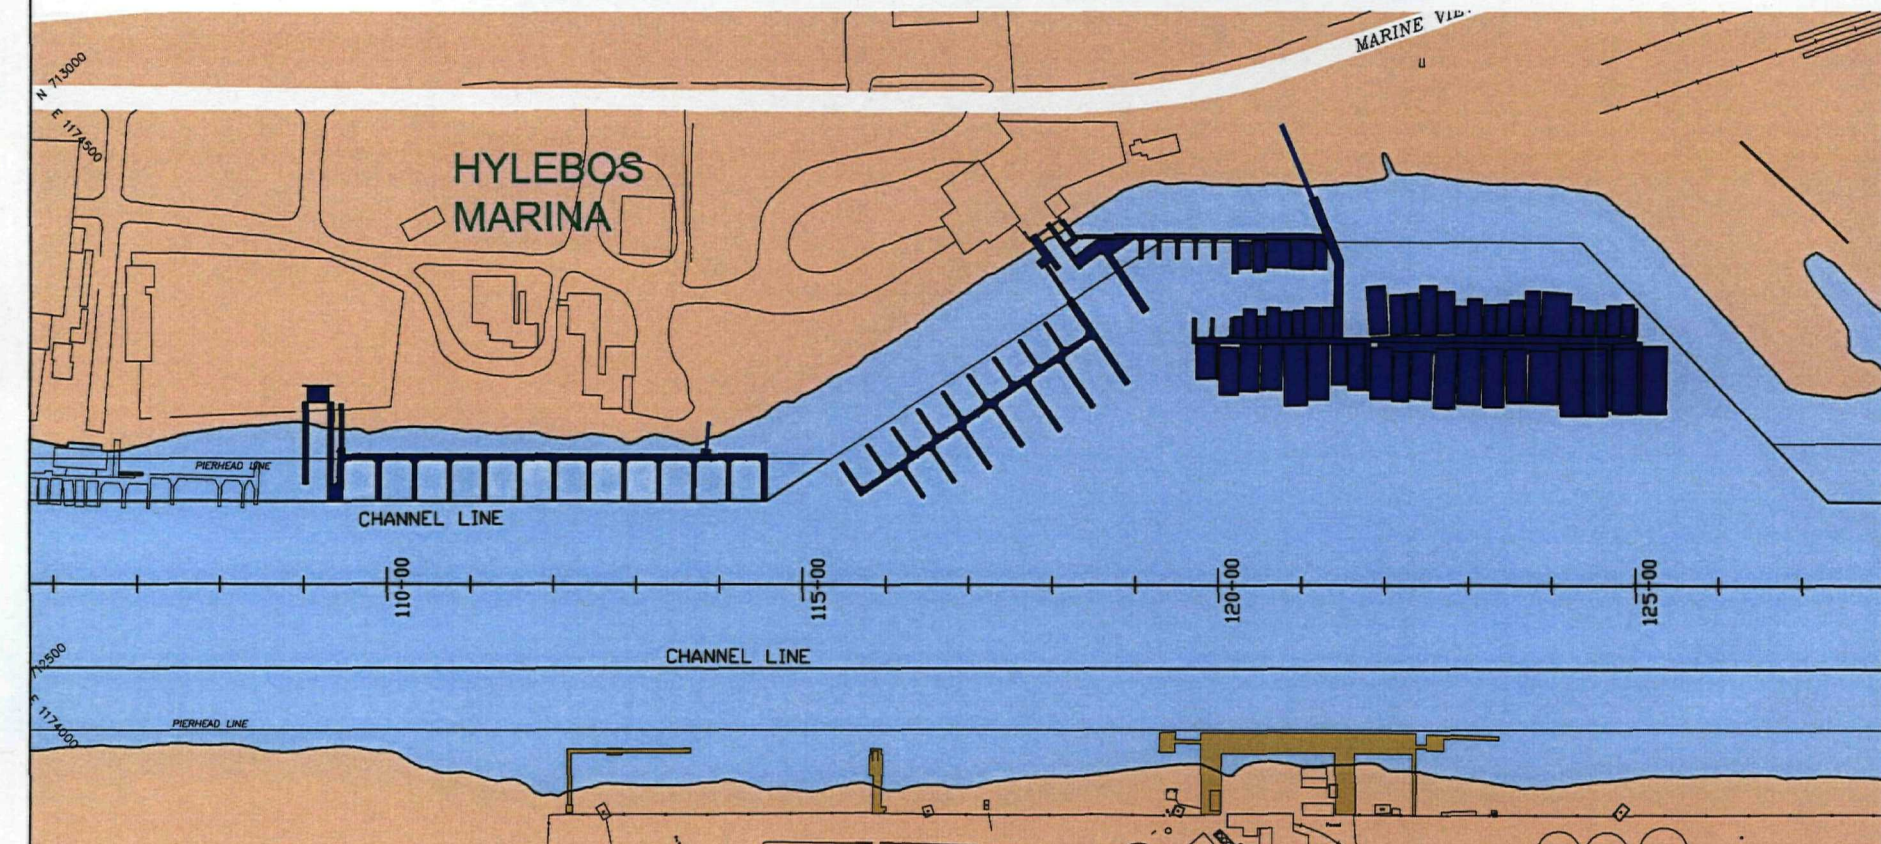 MARINE VIE
N 713000
E 1174500
HYLEBOS
MARINA
PIERHEAD LINE
CHANNEL LINE
110+00
115+00
120+00
125+00
CHANNEL LINE
712500
E 1174000
PIERHEAD LINE